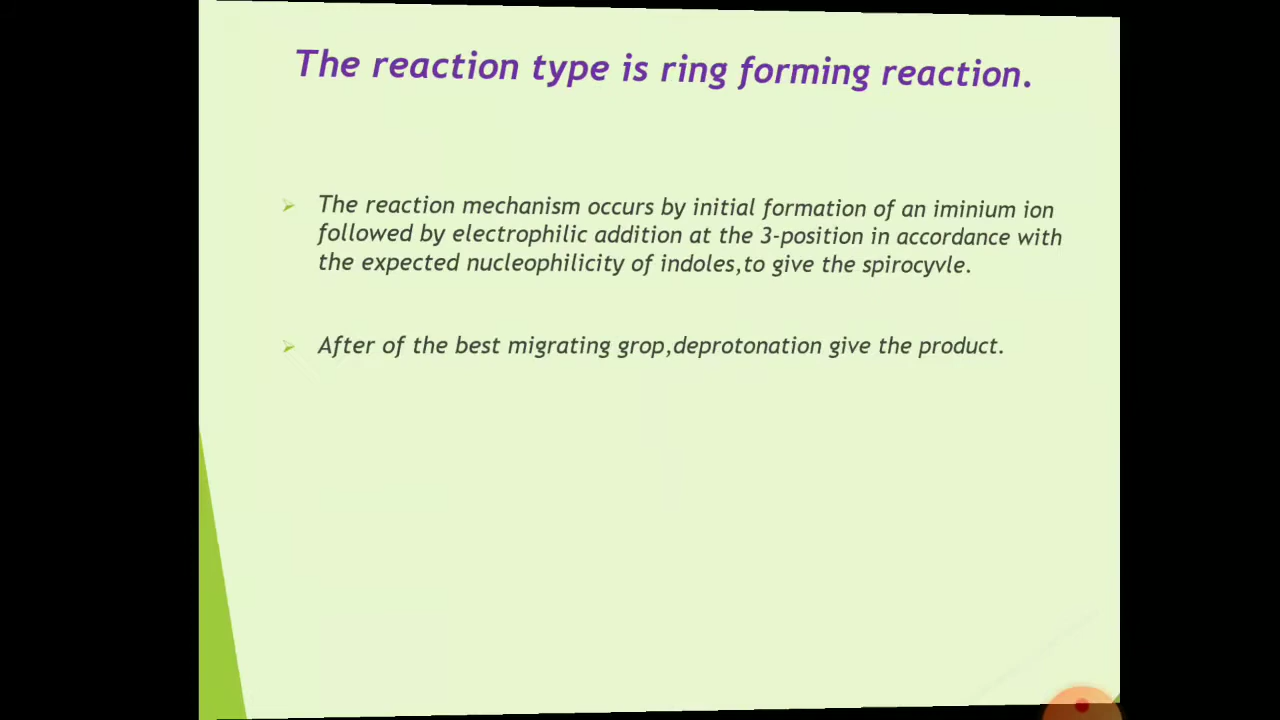 The reaction type is ring forming reaction.
The reaction mechanism occurs by initial formation of an iminium ion
followed by electrophilic addition at the 3-position in accordance with
the expected nucleophilicity of indoles,to give the spirocyvle.
After of the best migrating grop,deprotonation give the product.